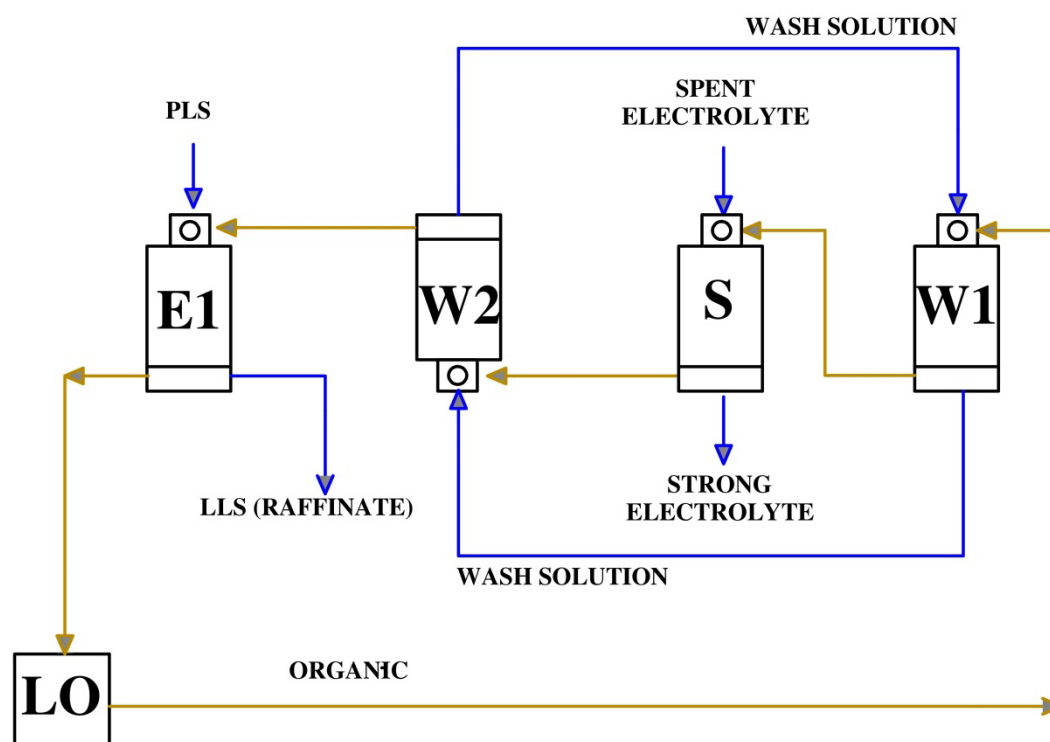 WASH SOLUTION
PLS
SPENT
ELECTROLYTE
E1
W2
S
W1
LLS (RAFFINATE)
STRONG
ELECTROLYTE
WASH SOLUTION
ORGANIC
LO